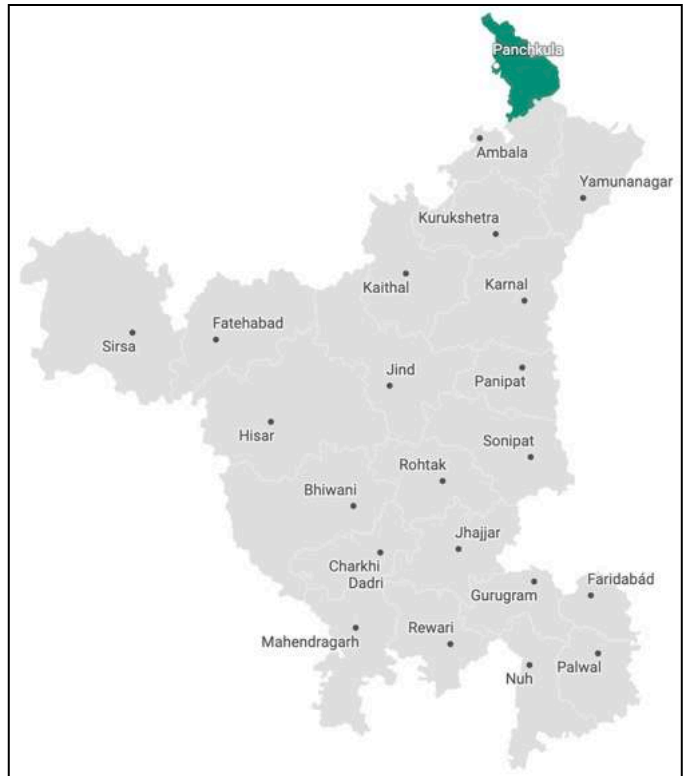 Panchkula
Ambala
Yamunanagar
Kurukshetra
Kaithal
Karnal
Fatehabad
Sirsa
Jind
Panipat
Hisar
Sonipat
Rohtak
Bhiwani
Jhajjar
Charkhi
Dadri
Faridabád
Gurugram
Mahendragarh
Rewari
Palwal
Nuh